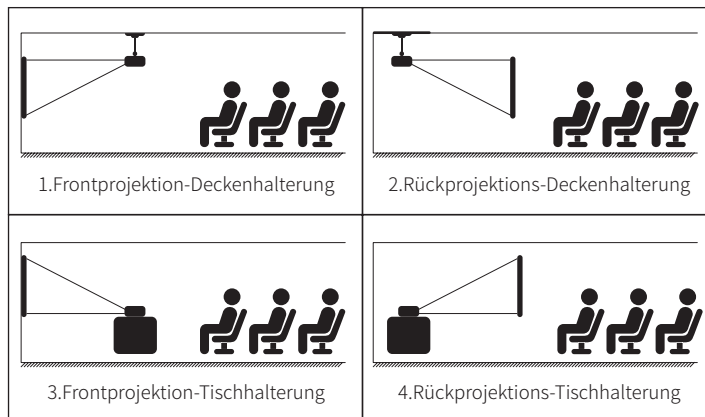 1.Frontprojektion-Deckenhalterung
2.Rückprojektions-Deckenhalterung
3.Frontprojektion-Tischhalterung
4.Rückprojektions-Tischhalterung